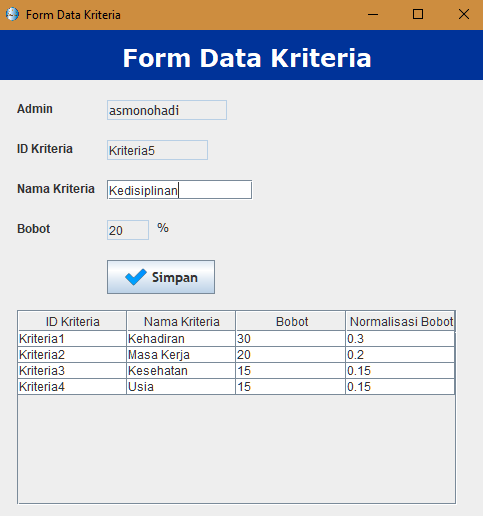 Form Data Kriteria
Form Data Kriteria
Admin asmonohadi
ID Kriteria Kriteria5
Nama Kriteria Kedisiplinan
Bobot 20 %
Simpan
ID Kriteria Nama Kriteria Bobot Normalisasi Bobot
Kriteria1 Kehadiran 30 0.3
Kriteria2 Masa Kerja 20 0.2
Kriteria3 Kesehatan 15 0.15
Kriteria4 Usia 15 0.15